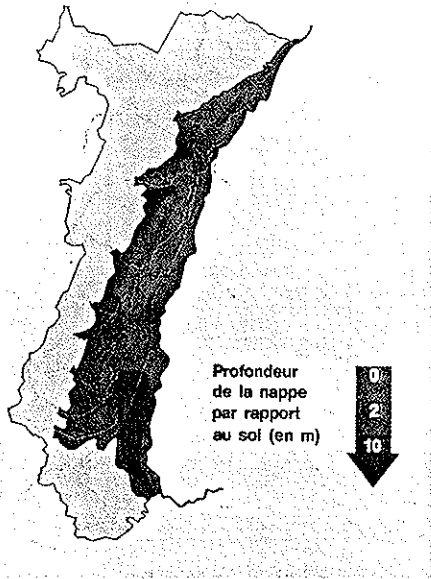 Profondeur
de la nappe
par rapport
au sol (en m)
0
2
10